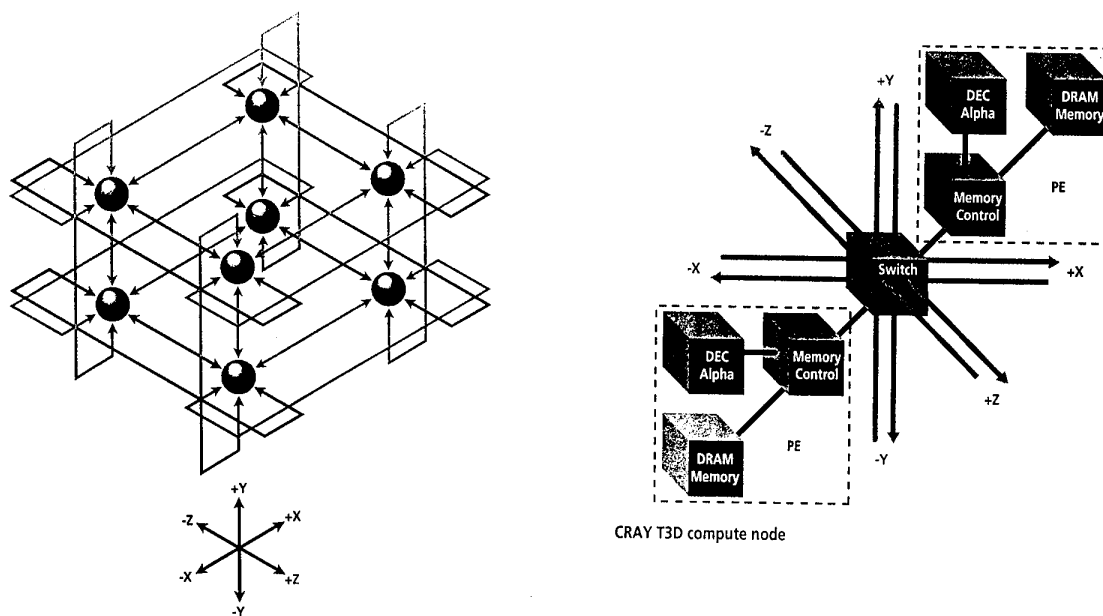 +Y
-Z
+X
-X
+Z
-Y
+Y
-Z
DEC
Alpha
DRAM
Memory
Memory
Control
PE
Switch
-X
+X
DEC
Alpha
Memory
Control
+Z
DRAM
Memory
PE
-Y
CRAY T3D compute node